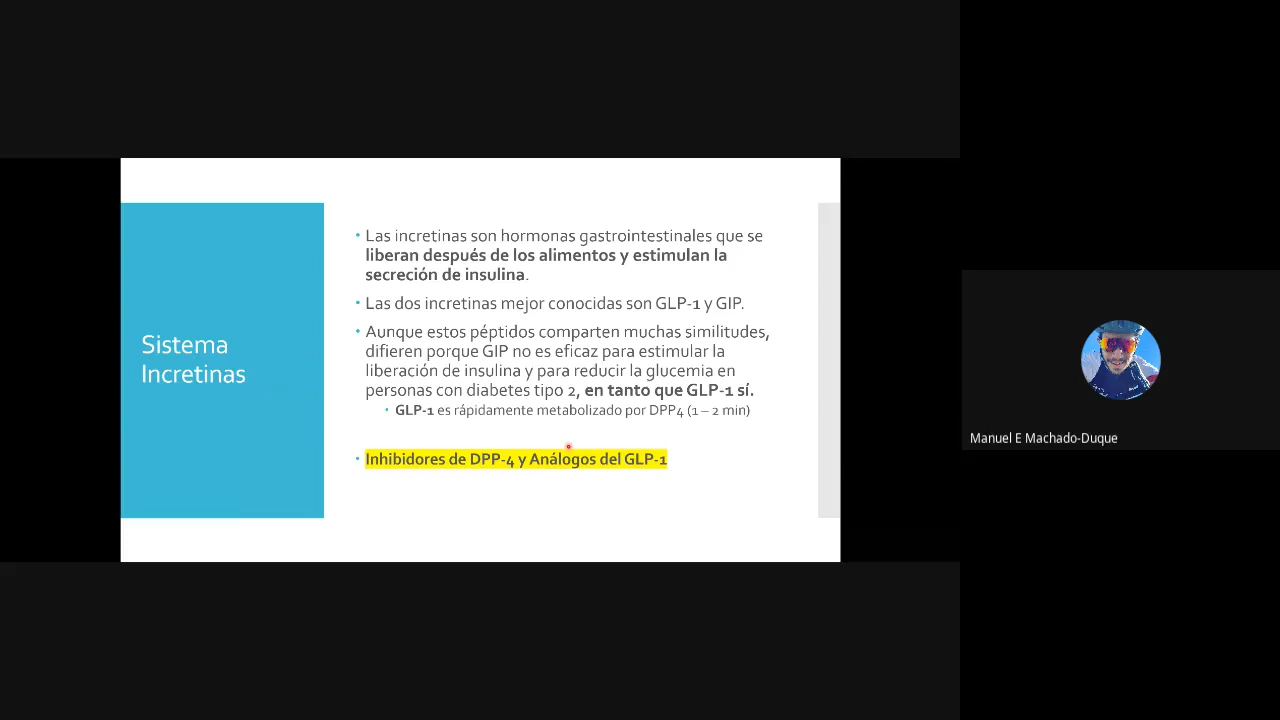 Sistema
Incretinas
• Las incretinas son hormonas gastrointestinales que se
liberan después de los alimentos y estimulan la
secreción de insulina.
• Las dos incretinas mejor conocidas son GLP-1 y GIP.
• Aunque estos péptidos comparten muchas similitudes,
difieren porque GIP no es eficaz para estimular la
liberación de insulina y para reducir la glucemia en
personas con diabetes tipo 2, en tanto que GLP-1 sí.
• GLP-1 es rápidamente metabolizado por DPP4 (1 – 2 min)
• Inhibidores de DPP-4 y Análogos del GLP-1
Manuel E Machado-Duque